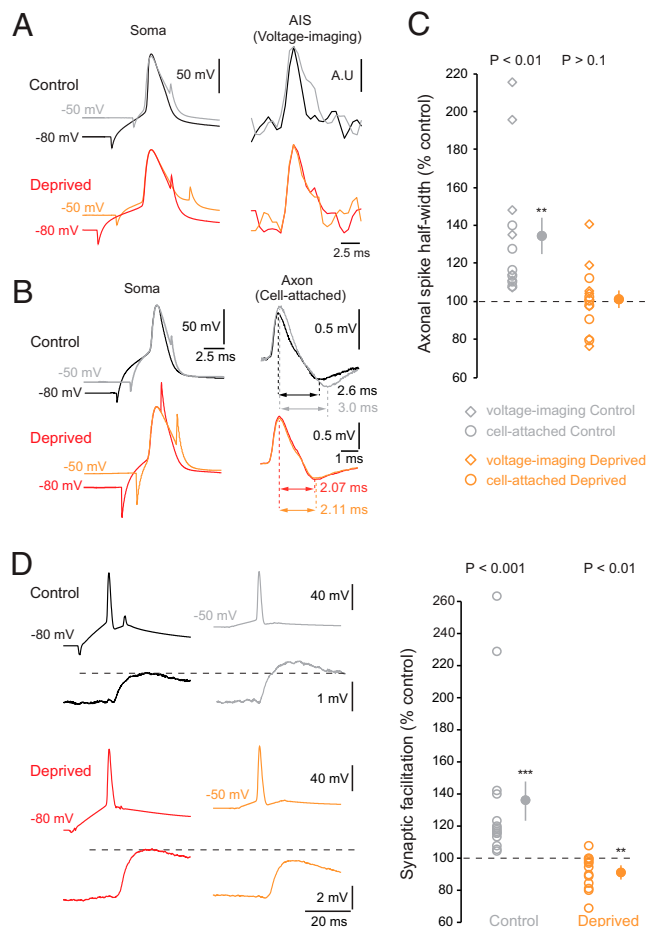 A
Soma
AIS
(Voltage-imaging)
Control
50 mV
A.U
-50 mV
-80 mV
Deprived
-50 mV
-80 mV
2.5 ms
B
Soma
Axon
(Cell-attached)
Control
50 mV
2.5 ms
0.5 mV
-50 mV
-80 mV
2.6 ms
3.0 ms
Deprived
0.5 mV
1 ms
-50 mV
-80 mV
2.07 ms
2.11 ms
C
P < 0.01
P > 0.1
Axonal spike half-width (% control)
220
200
180
160
140
120
100
80
60
**
voltage-imaging Control
cell-attached Control
voltage-imaging Deprived
cell-attached Deprived
D
Control
40 mV
-50 mV
-80 mV
1 mV
Deprived
40 mV
-50 mV
-80 mV
2 mV
20 ms
P < 0.001
P < 0.01
Synaptic facilitation (% control)
260
240
220
200
180
160
140
120
100
80
60
***
**
Control
Deprived